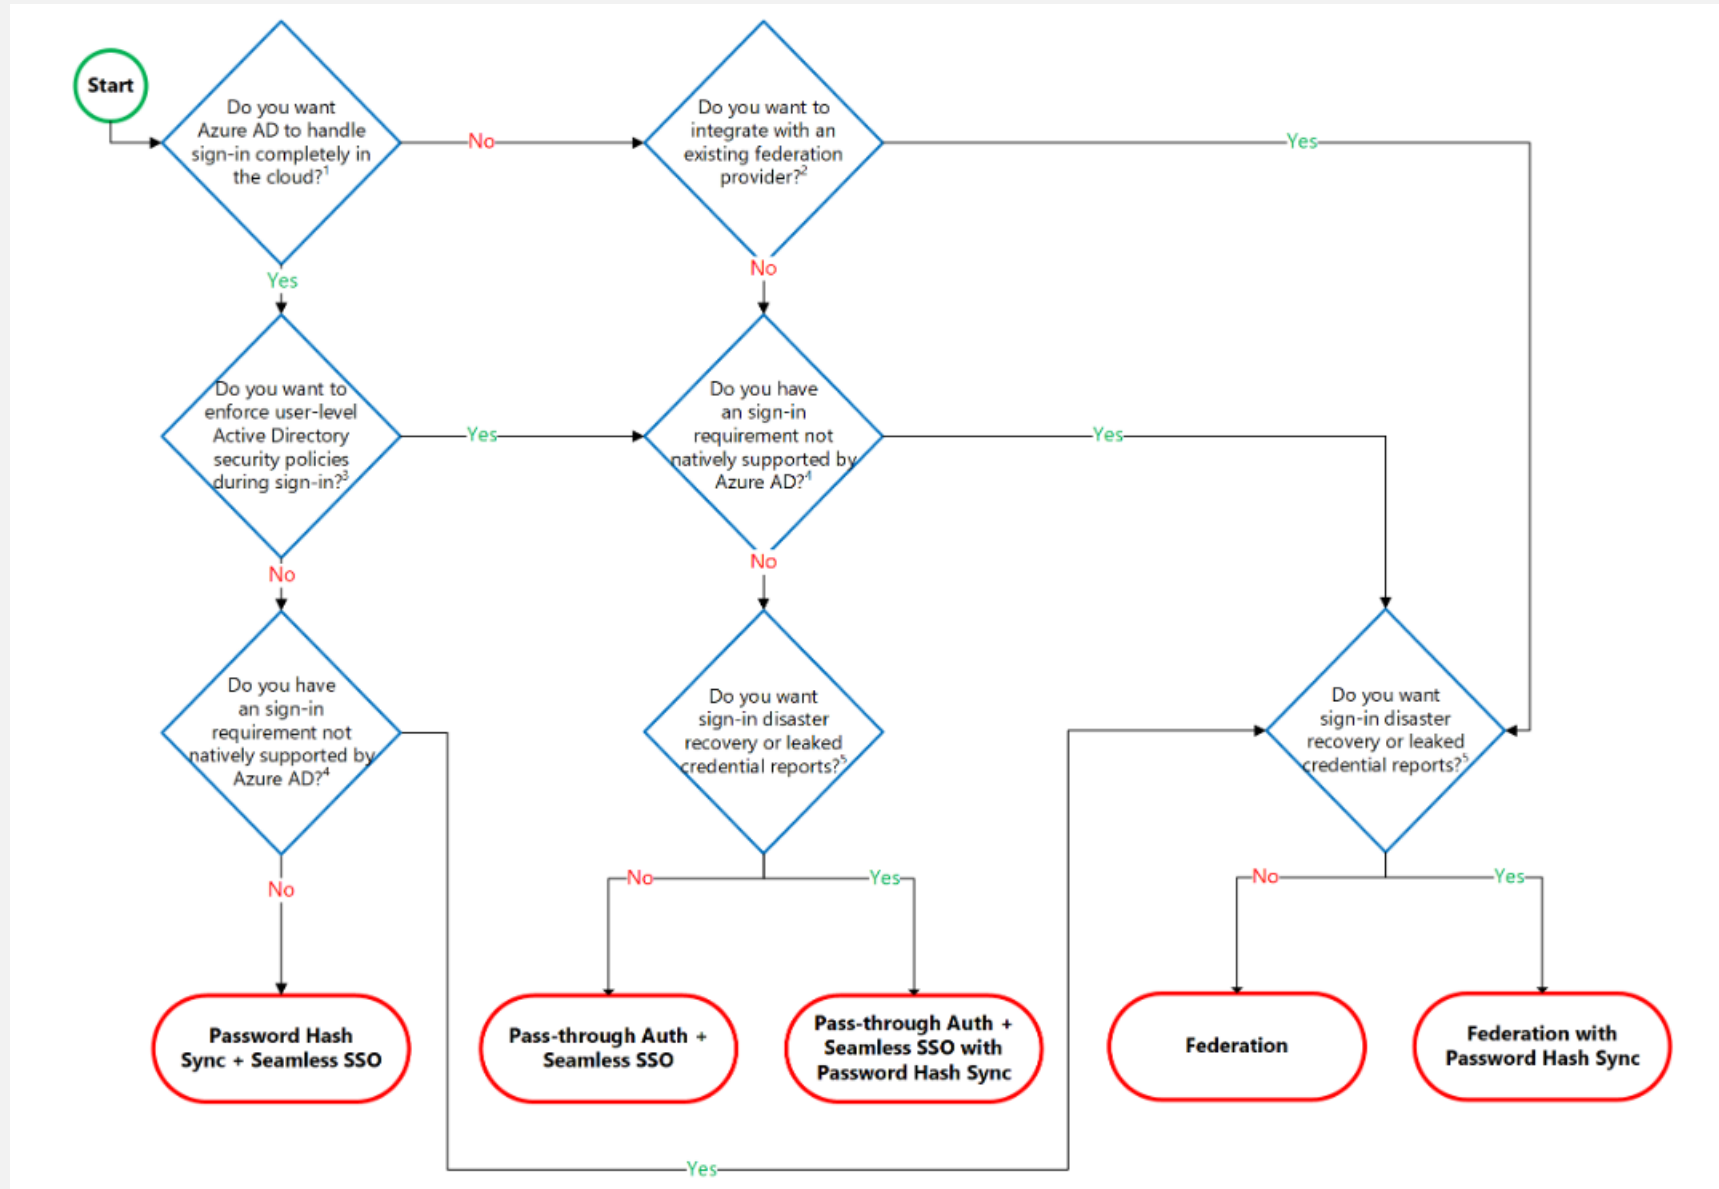 Start
Do you want
Azure AD to handle
sign-in completely in
the cloud?¹
No
Do you want to
integrate with an
existing federation
provider?²
Yes
Yes
No
Do you want to
enforce user-level
Active Directory
security policies
during sign-in?³
Yes
Do you have
an sign-in
requirement not
natively supported by
Azure AD?⁴
Yes
No
No
Do you have
an sign-in
requirement not
natively supported by
Azure AD?⁴
Do you want
sign-in disaster
recovery or leaked
credential reports?⁵
Do you want
sign-in disaster
recovery or leaked
credential reports?⁵
No
No
Yes
No
Yes
Password Hash
Sync + Seamless SSO
Pass-through Auth +
Seamless SSO
Pass-through Auth +
Seamless SSO with
Password Hash Sync
Federation
Federation with
Password Hash Sync
Yes